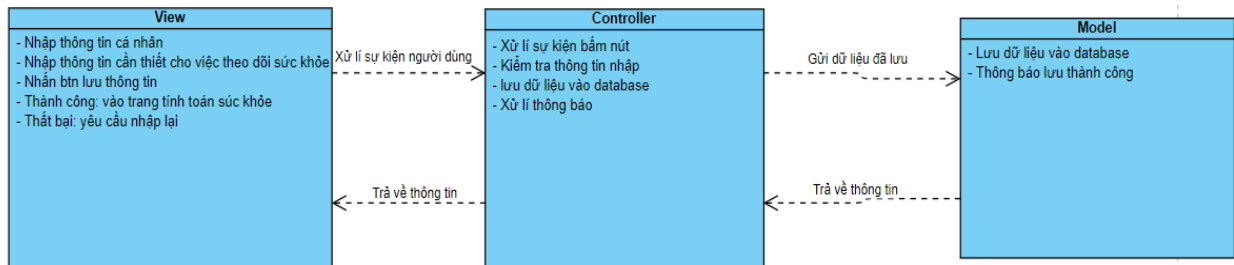 View
- Nhập thông tin cá nhân
- Nhập thông tin cần thiết cho việc theo dõi sức khỏe
- Nhấn btn lưu thông tin
- Thành công: vào trang tính toán súc khỏe
- Thất bại: yêu cầu nhập lại
Xử lí sự kiện người dùng
Trả về thông tin
Controller
- Xử lí sự kiện bấm nút
- Kiểm tra thông tin nhập
- lưu dữ liệu vào database
- Xử lí thông báo
Gửi dữ liệu đã lưu
Trả về thông tin
Model
- Lưu dữ liệu vào database
- Thông báo lưu thành công